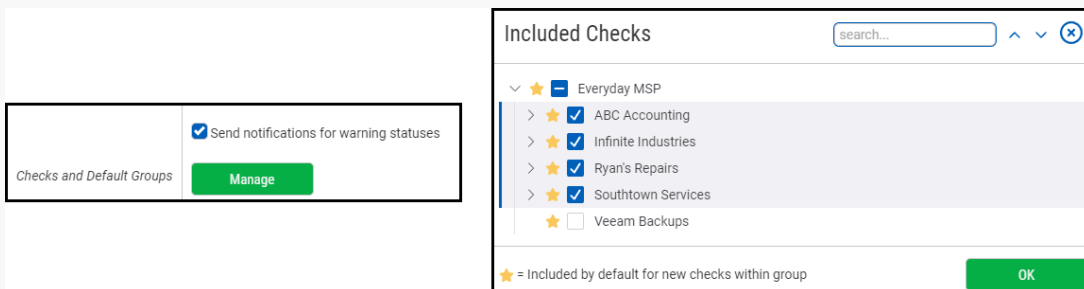 Send notifications for warning statuses
Checks and Default Groups
Manage
Included Checks
search...
Everyday MSP
ABC Accounting
Infinite Industries
Ryan's Repairs
Southtown Services
Veeam Backups
= Included by default for new checks within group
OK